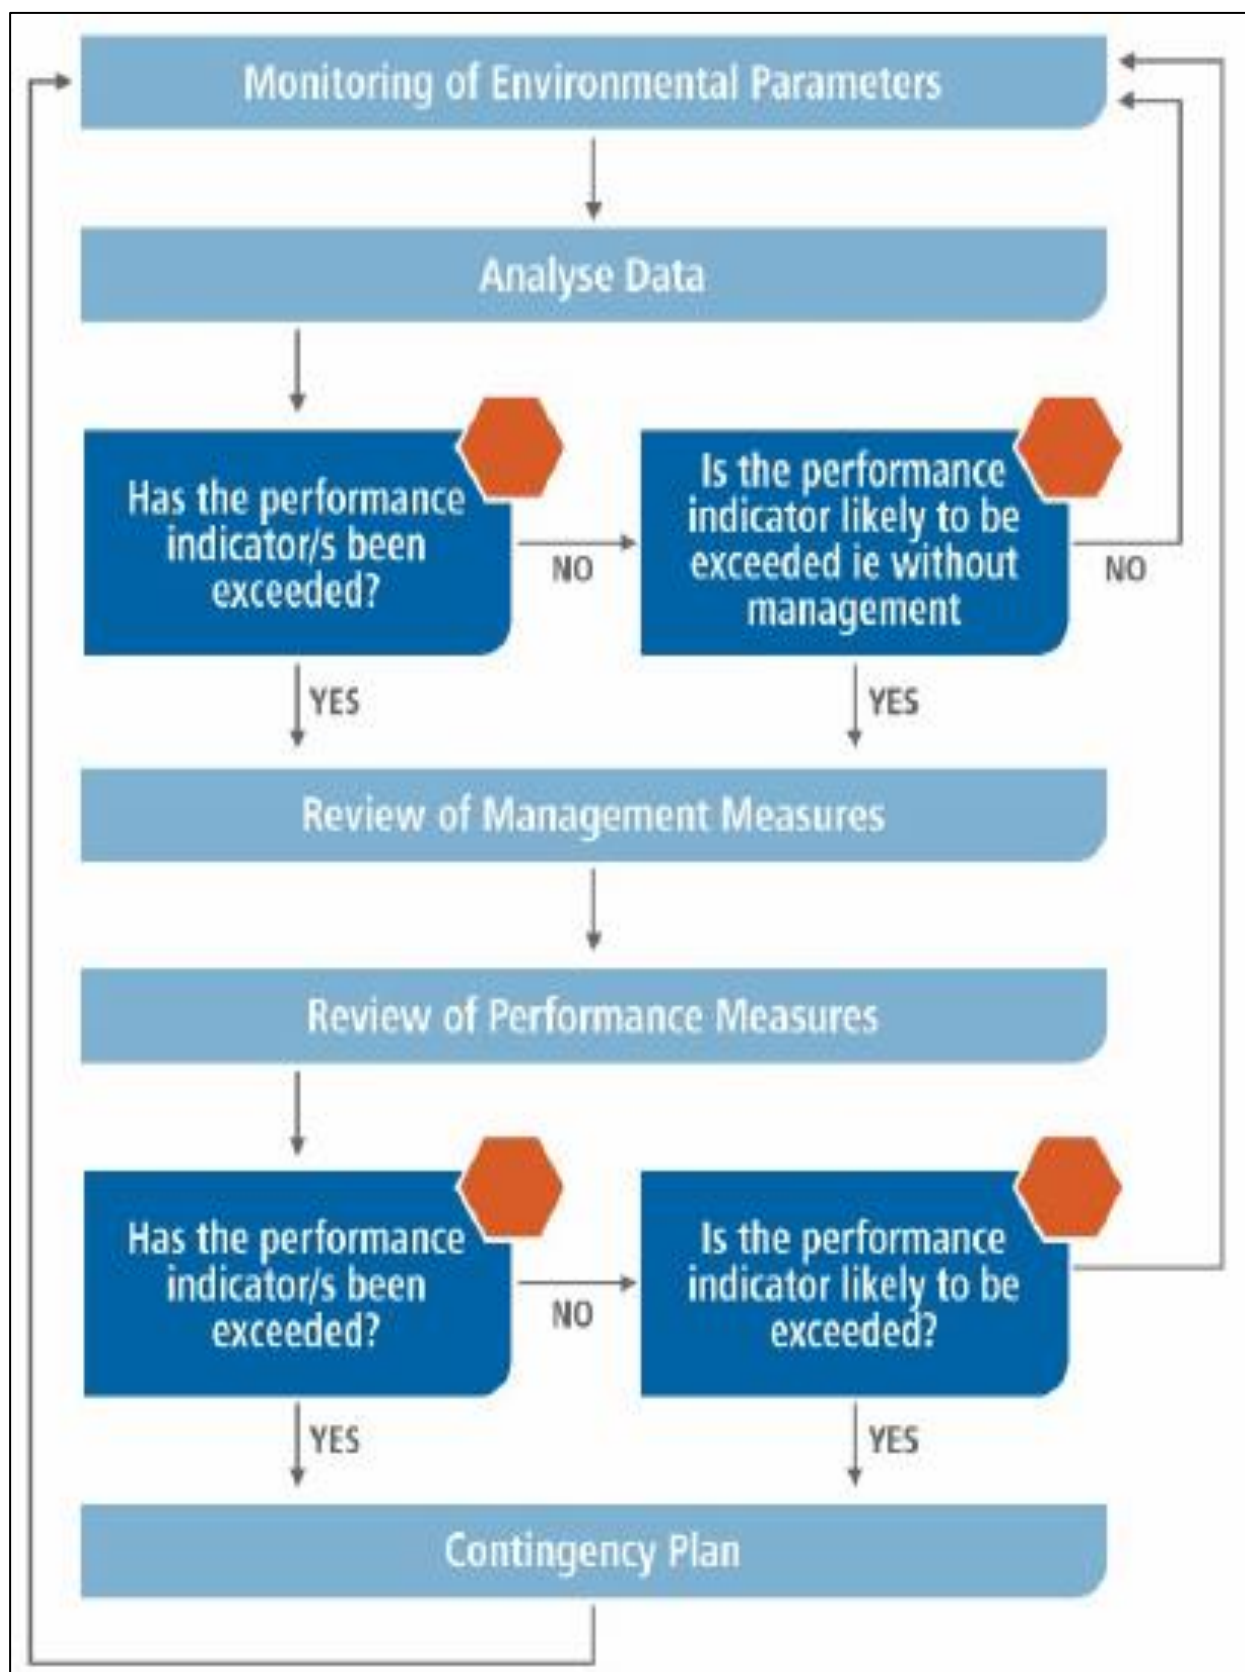 Monitoring of Environmental Parameters
Analyse Data
Has the performance
indicator/s been
exceeded?
NO
Is the performance
indicator likely to be
exceeded ie without
management
NO
YES
YES
Review of Management Measures
Review of Performance Measures
Has the performance
indicator/s been
exceeded?
NO
Is the performance
indicator likely to be
exceeded?
YES
YES
Contingency Plan